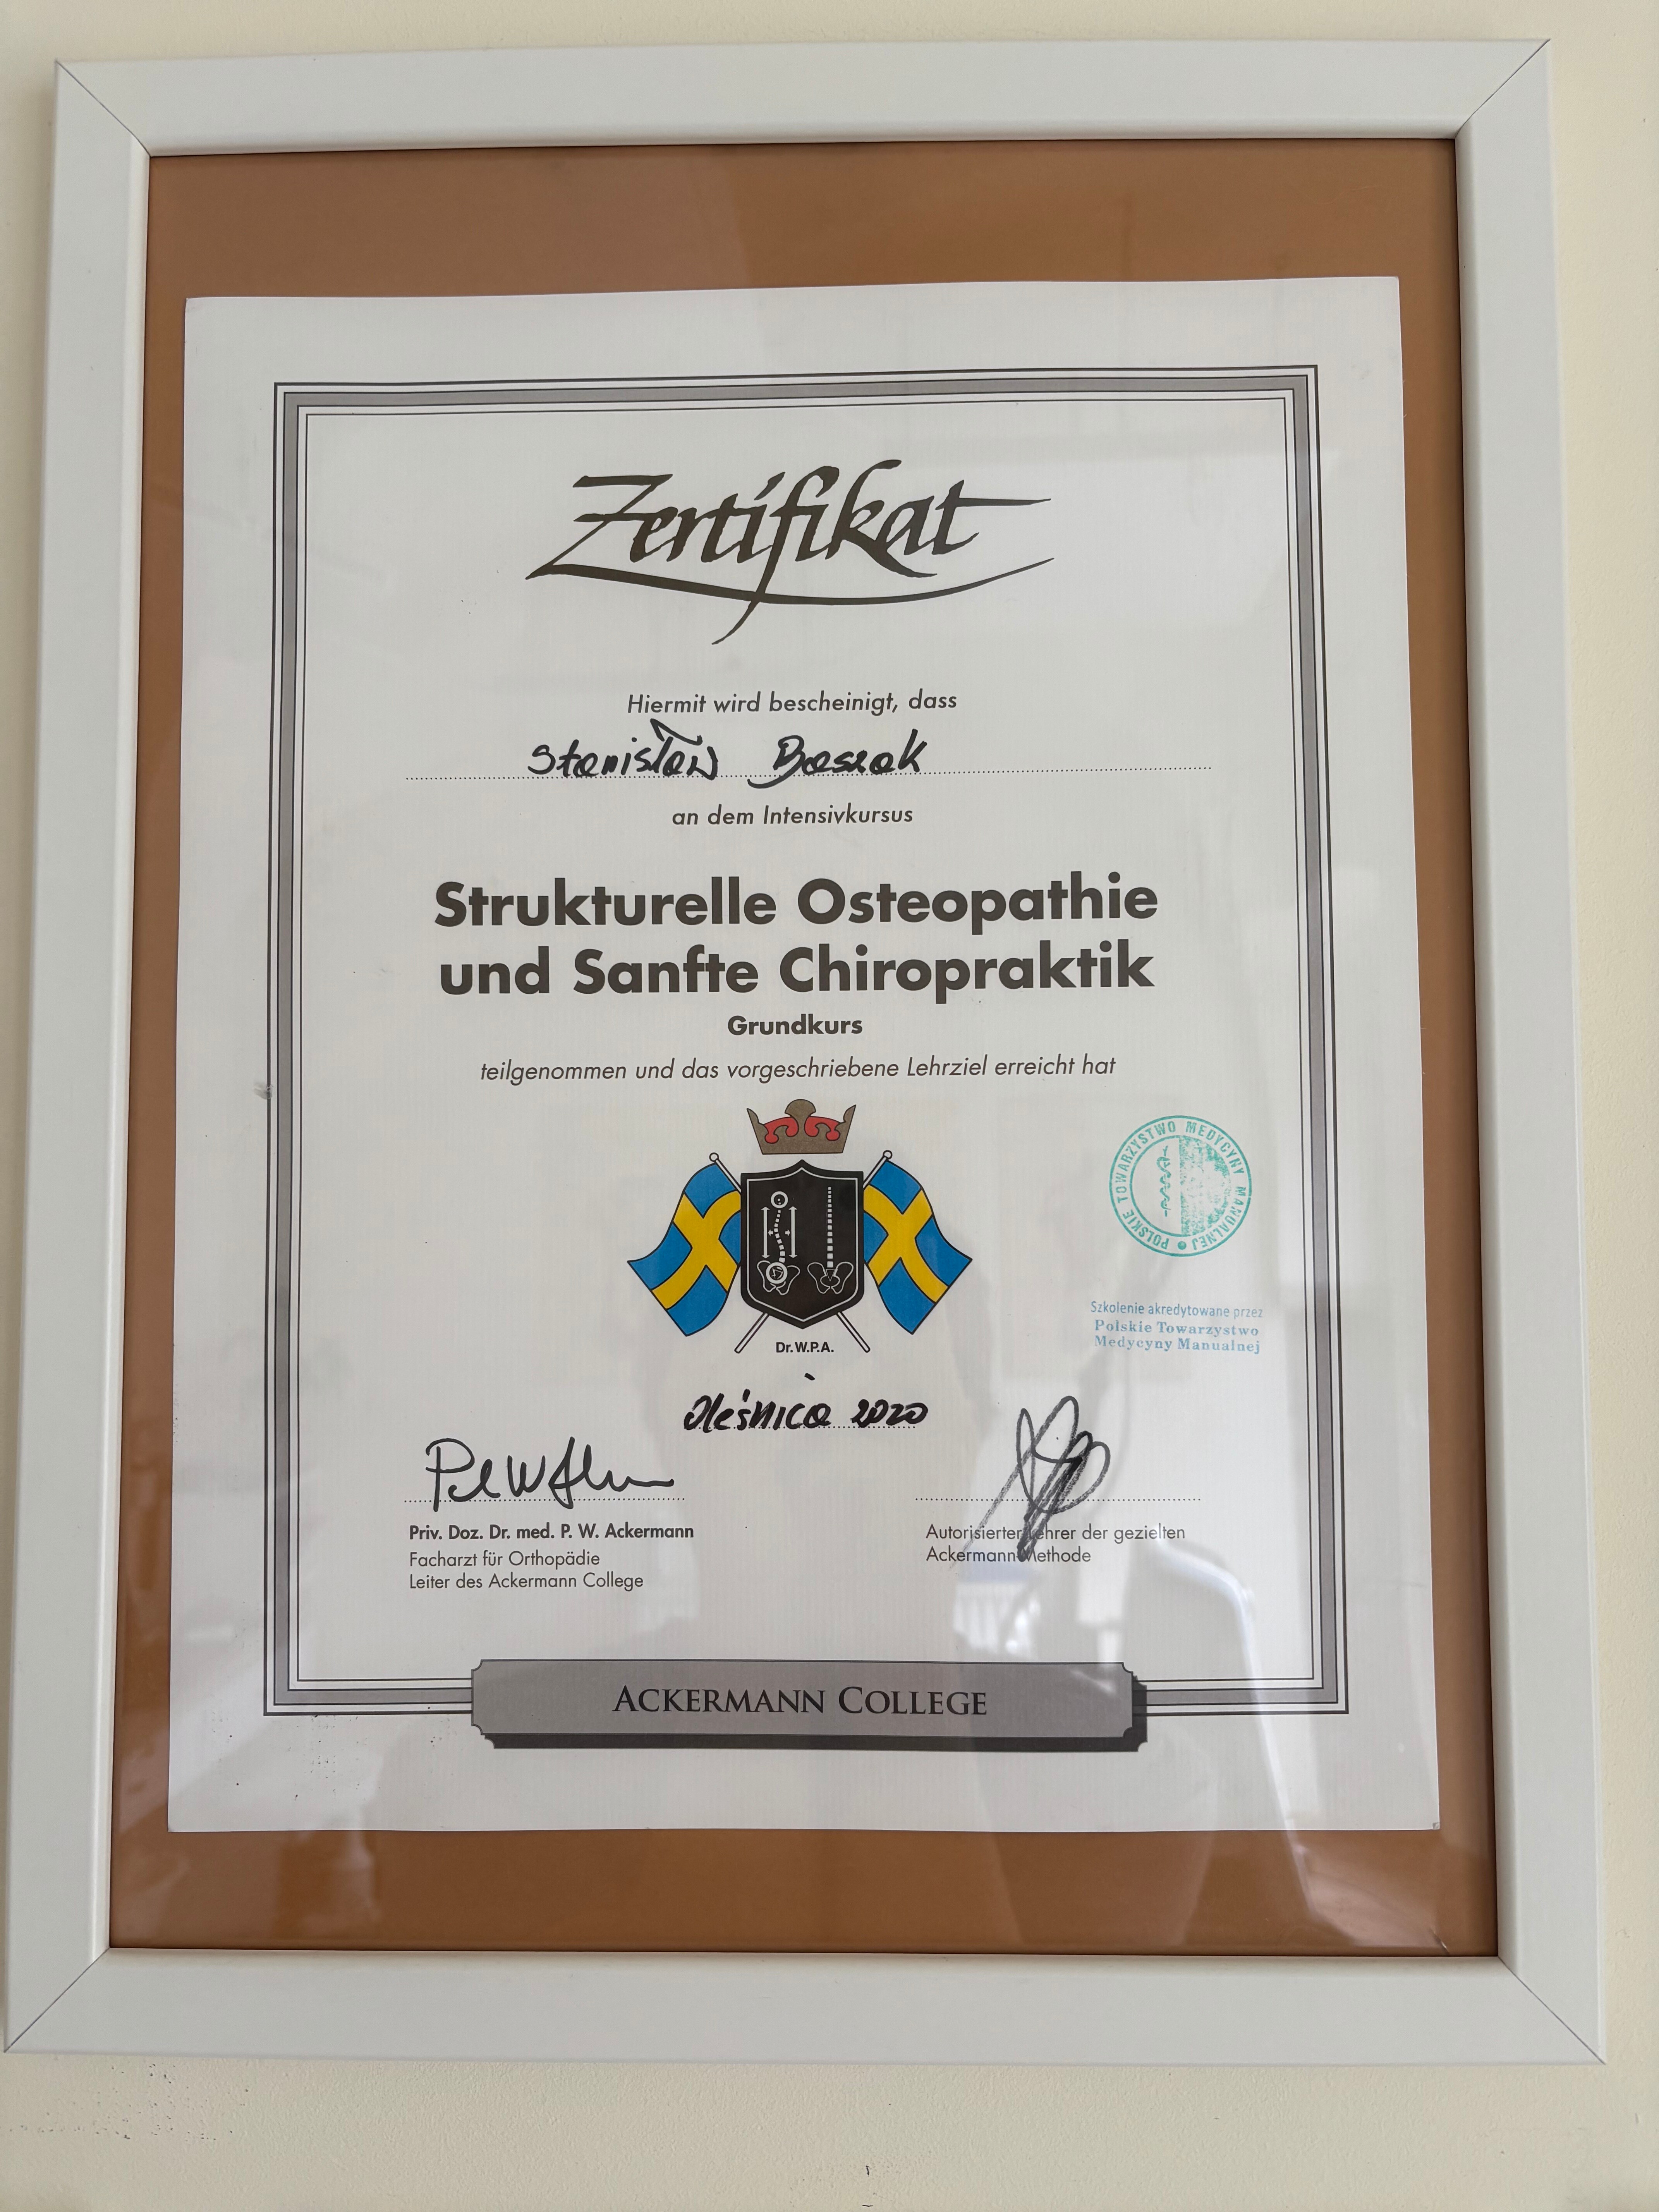 Zertifikat
Hiermit wird bescheinigt, dass
Stanisław
an dem Intensivkursus
Strukturelle Osteopathie
und Sanfte Chiropraktik
Grundkurs
teilgenommen und das vorgeschriebene Lehrziel erreicht hat
POLSKIE TOWARZYSTWO MEDYCYNY MANUALNEJ
Szkolenie akredytowane przez
Polskie Towarzystwo
Medycyny Manualnej
Dr.W.P.A.
Oleśnica 2020
Priv. Doz. Dr. med. P. W. Ackermann
Facharzt für Orthopädie
Leiter des Ackermann College
Autorisierter Lehrer der gezielten
Ackermann-Methode
ACKERMANN COLLEGE